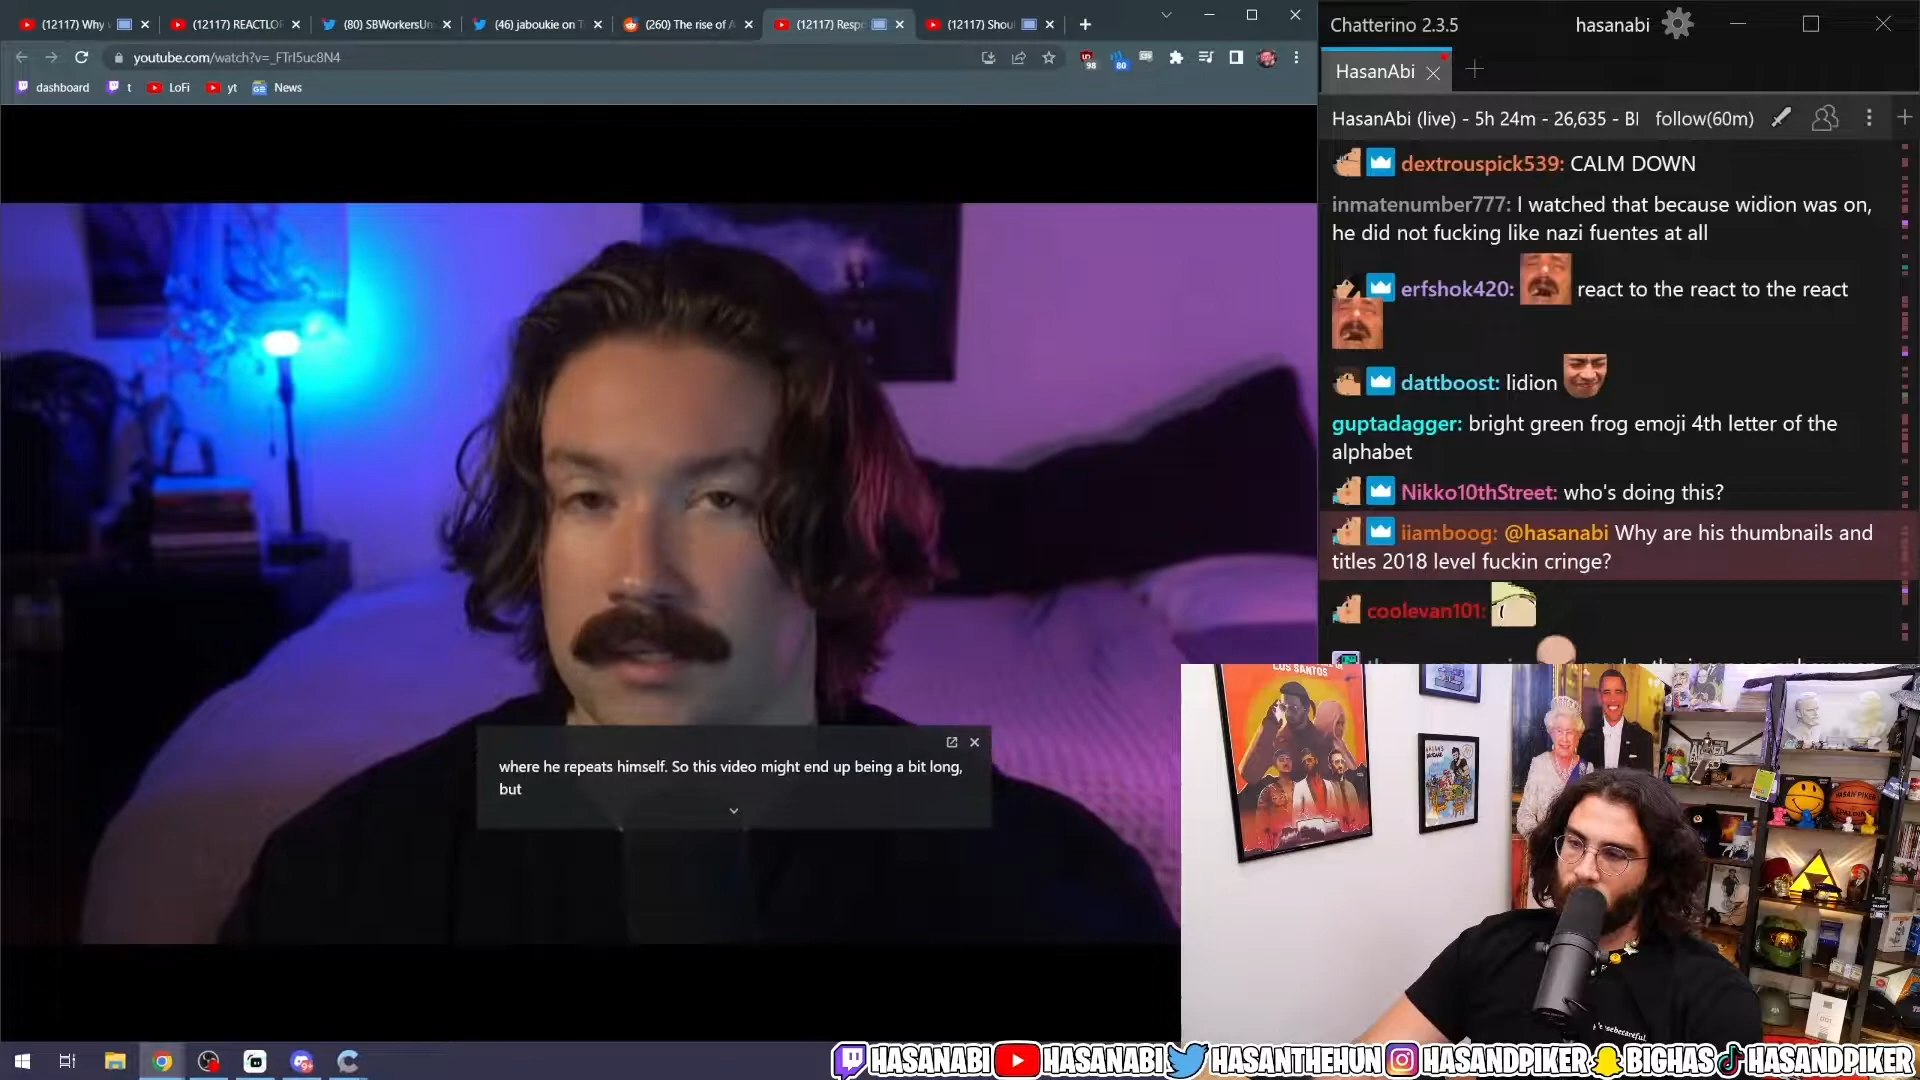 (12117) Why
(12117) REACTLO
(80) SBWorkersUn
(46) jaboukie on T
(260) The rise of A
(12117) Resp
(12117) Shou
youtube.com/watch?v=_FTrI5uc8N4
98
80
dashboard
t
LoFi
yt
News
Chatterino 2.3.5
hasanabi
HasanAbi
HasanAbi (live) - 5h 24m - 26,635 - Bl
follow(60m)
dextrouspick539: CALM DOWN
inmatenumber777: I watched that because widion was on,
he did not fucking like nazi fuentes at all
erfshok420: react to the react to the react
dattboost: lidion
guptadagger: bright green frog emoji 4th letter of the
alphabet
Nikko10thStreet: who's doing this?
iiamboog: @hasanabi Why are his thumbnails and
titles 2018 level fuckin cringe?
coolevan101:
where he repeats himself. So this video might end up being a bit long,
but
LOS SANTOS
HASANABI
HASANABI
HASANTHEHUN
HASANDPIKER
BIGHAS
HASANDPIKER